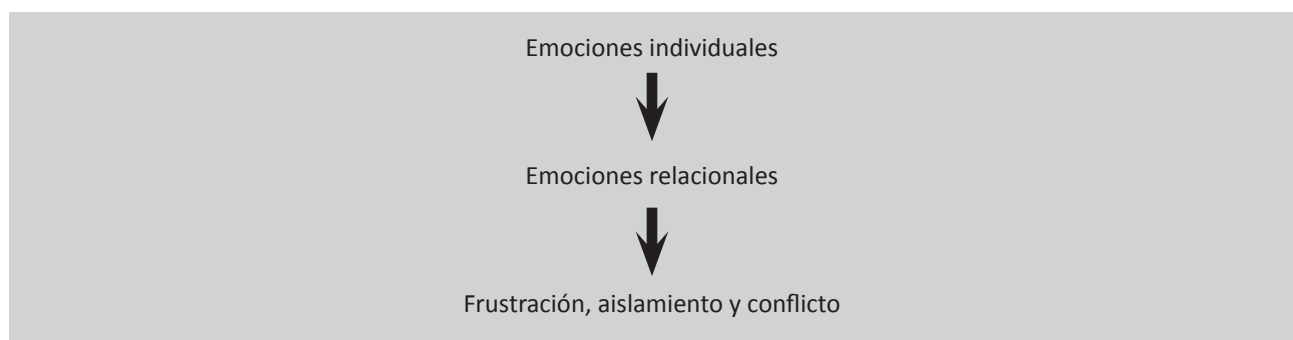 Emociones individuales
Emociones relacionales
Frustración, aislamiento y conflicto